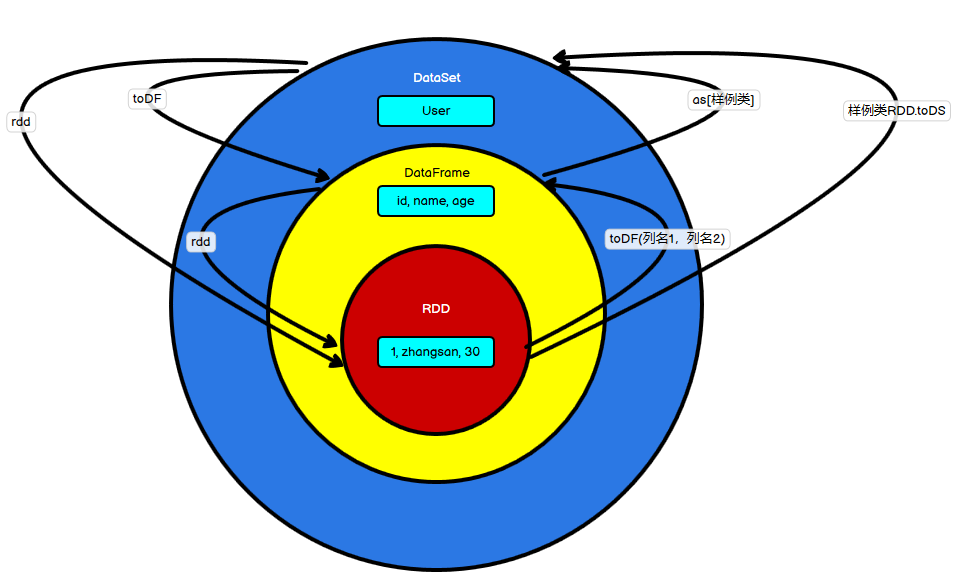 DataSet
toDF
as[样例类]
User
样例类RDD.toDS
rdd
DataFrame
id, name, age
rdd
toDF(列名1，列名2)
RDD
1, zhangsan, 30